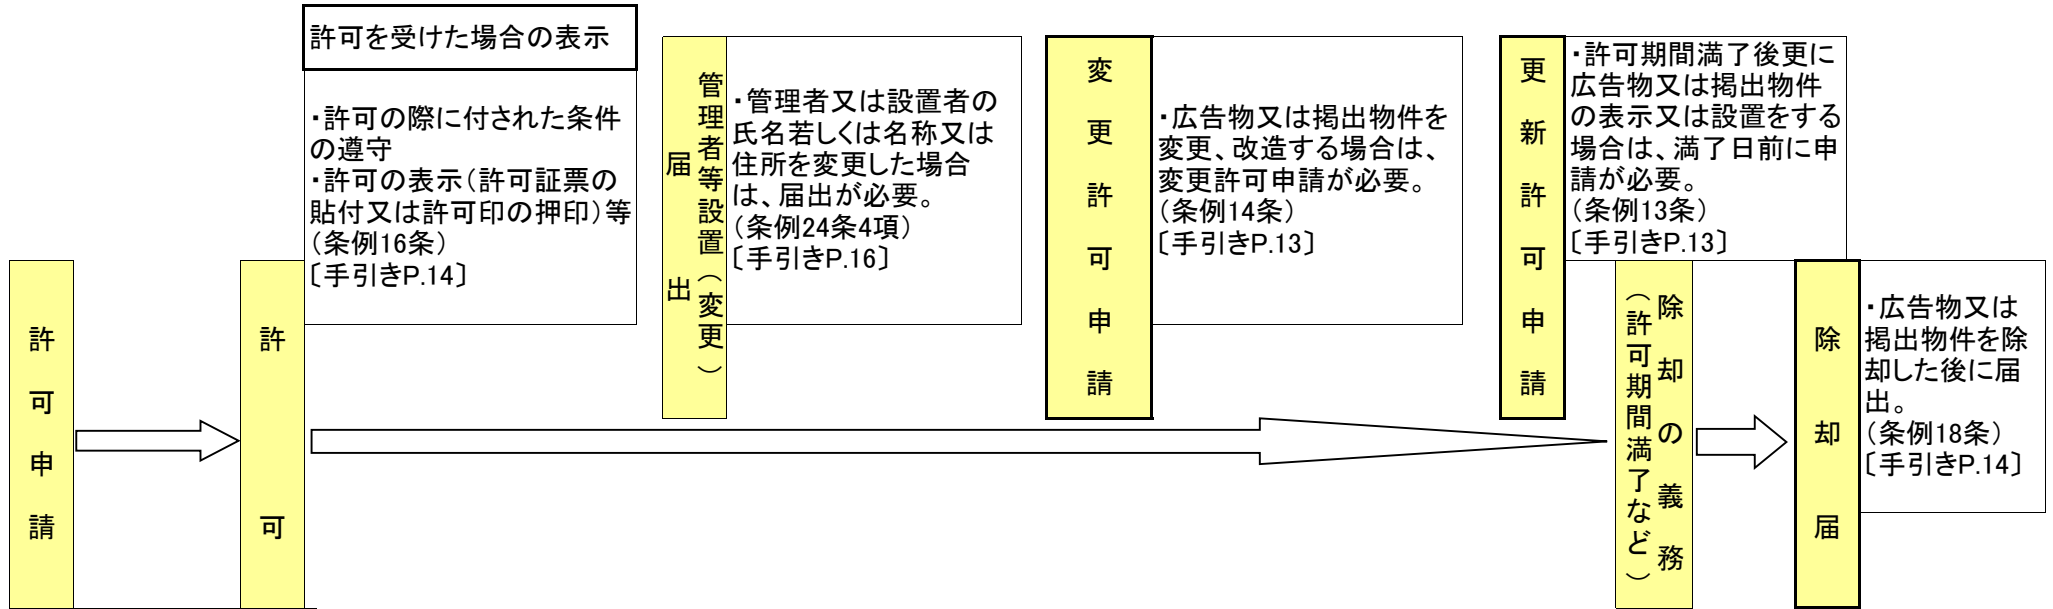 許可申請
許可
許可を受けた場合の表示
・許可の際に付された条件
の遵守
・許可の表示（許可証票の
貼付又は許可印の押印）等
（条例16条）
〔手引きP.14〕
管理者等設置（変更）
届出
・管理者又は設置者の
氏名若しくは名称又は
住所を変更した場合
は、届出が必要。
（条例24条4項）
〔手引きP.16〕
変更許可申請
・広告物又は掲出物件を
変更、改造する場合は、
変更許可申請が必要。
（条例14条）
〔手引きP.13〕
更新許可申請
・許可期間満了後更に
広告物又は掲出物件
の表示又は設置をする
場合は、満了日前に申
請が必要。
（条例13条）
〔手引きP.13〕
除却の義務
（許可期間満了など）
除却届
・広告物又は
掲出物件を除
却した後に届
出。
（条例18条）
〔手引きP.14〕